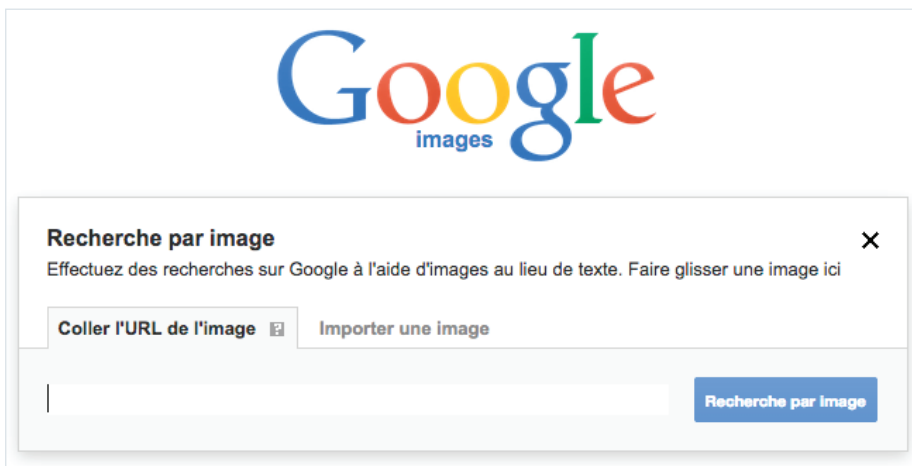 Google
images
Recherche par image
Effectuez des recherches sur Google à l'aide d'images au lieu de texte. Faire glisser une image ici
Coller l'URL de l'image ? Importer une image
Recherche par image